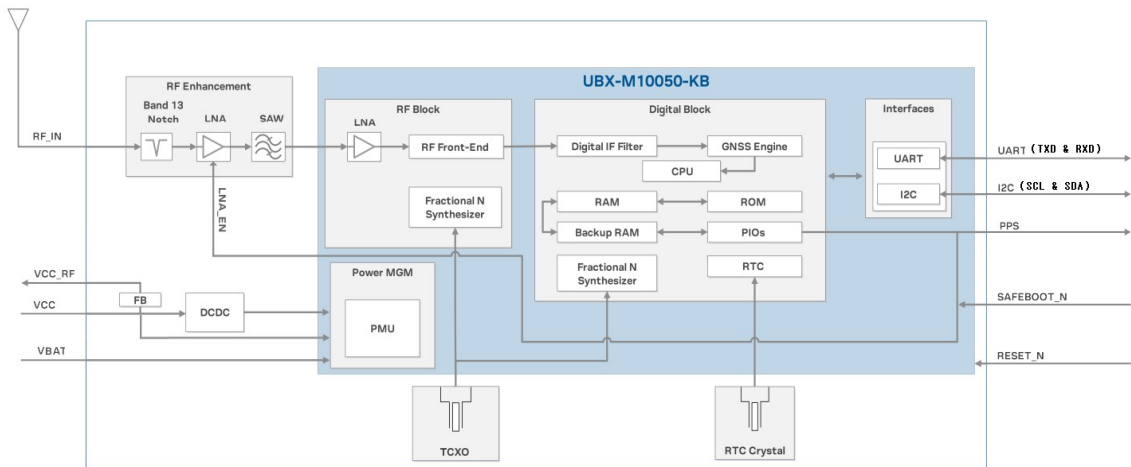 UBX-M10050-KB
RF Enhancement
Band 13
Notch
LNA
SAW
RF_IN
LNA_EN
RF Block
LNA
RF Front-End
Fractional N
Synthesizer
Digital Block
Digital IF Filter
GNSS Engine
CPU
RAM
ROM
Backup RAM
PIOs
Fractional N
Synthesizer
RTC
Interfaces
UART
I2C
UART (TXD & RXD)
I2C (SCL & SDA)
PPS
SAFEBOOT_N
RESET_N
VCC_RF
FB
VCC
DCDC
VBAT
Power MGM
PMU
TCXO
RTC Crystal